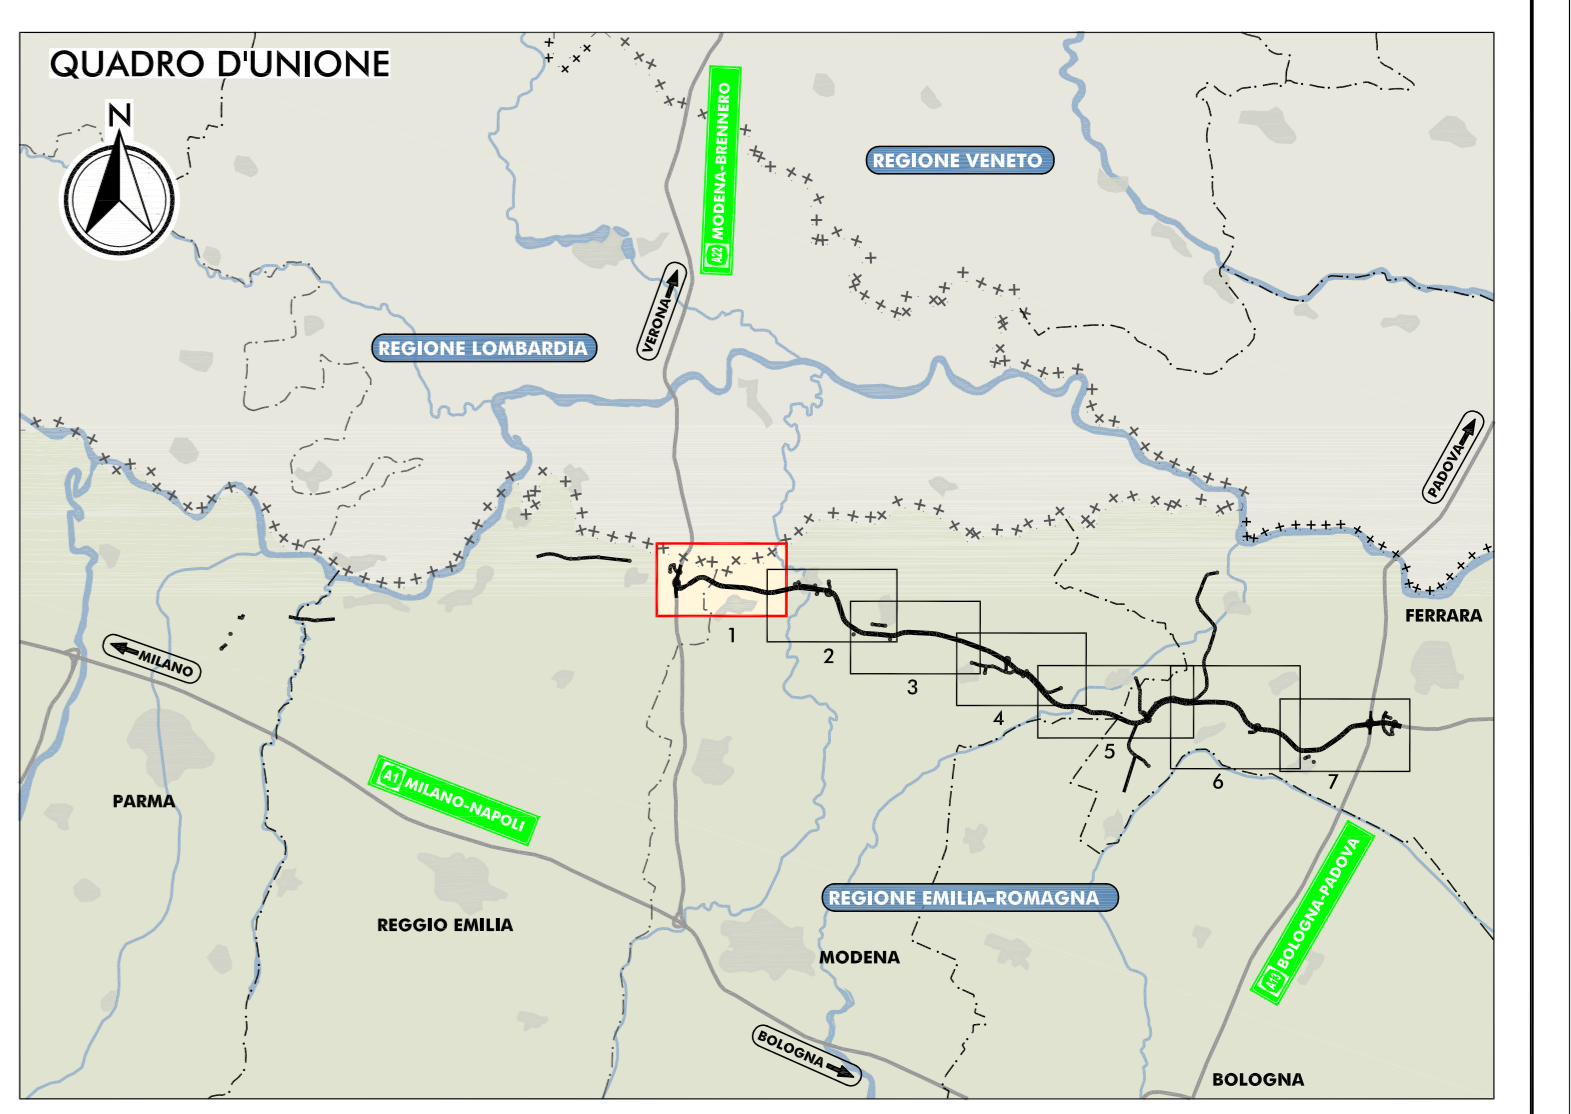 QUADRO D'UNIONE
N
A22 MODENA-BRENNERO
REGIONE VENETO
VERONA
REGIONE LOMBARDIA
PADOVA
FERRARA
MILANO
1
2
3
4
5
6
7
PARMA
A1 MILANO-NAPOLI
REGIONE EMILIA-ROMAGNA
A13 BOLOGNA-PADOVA
REGGIO EMILIA
MODENA
BOLOGNA
BOLOGNA